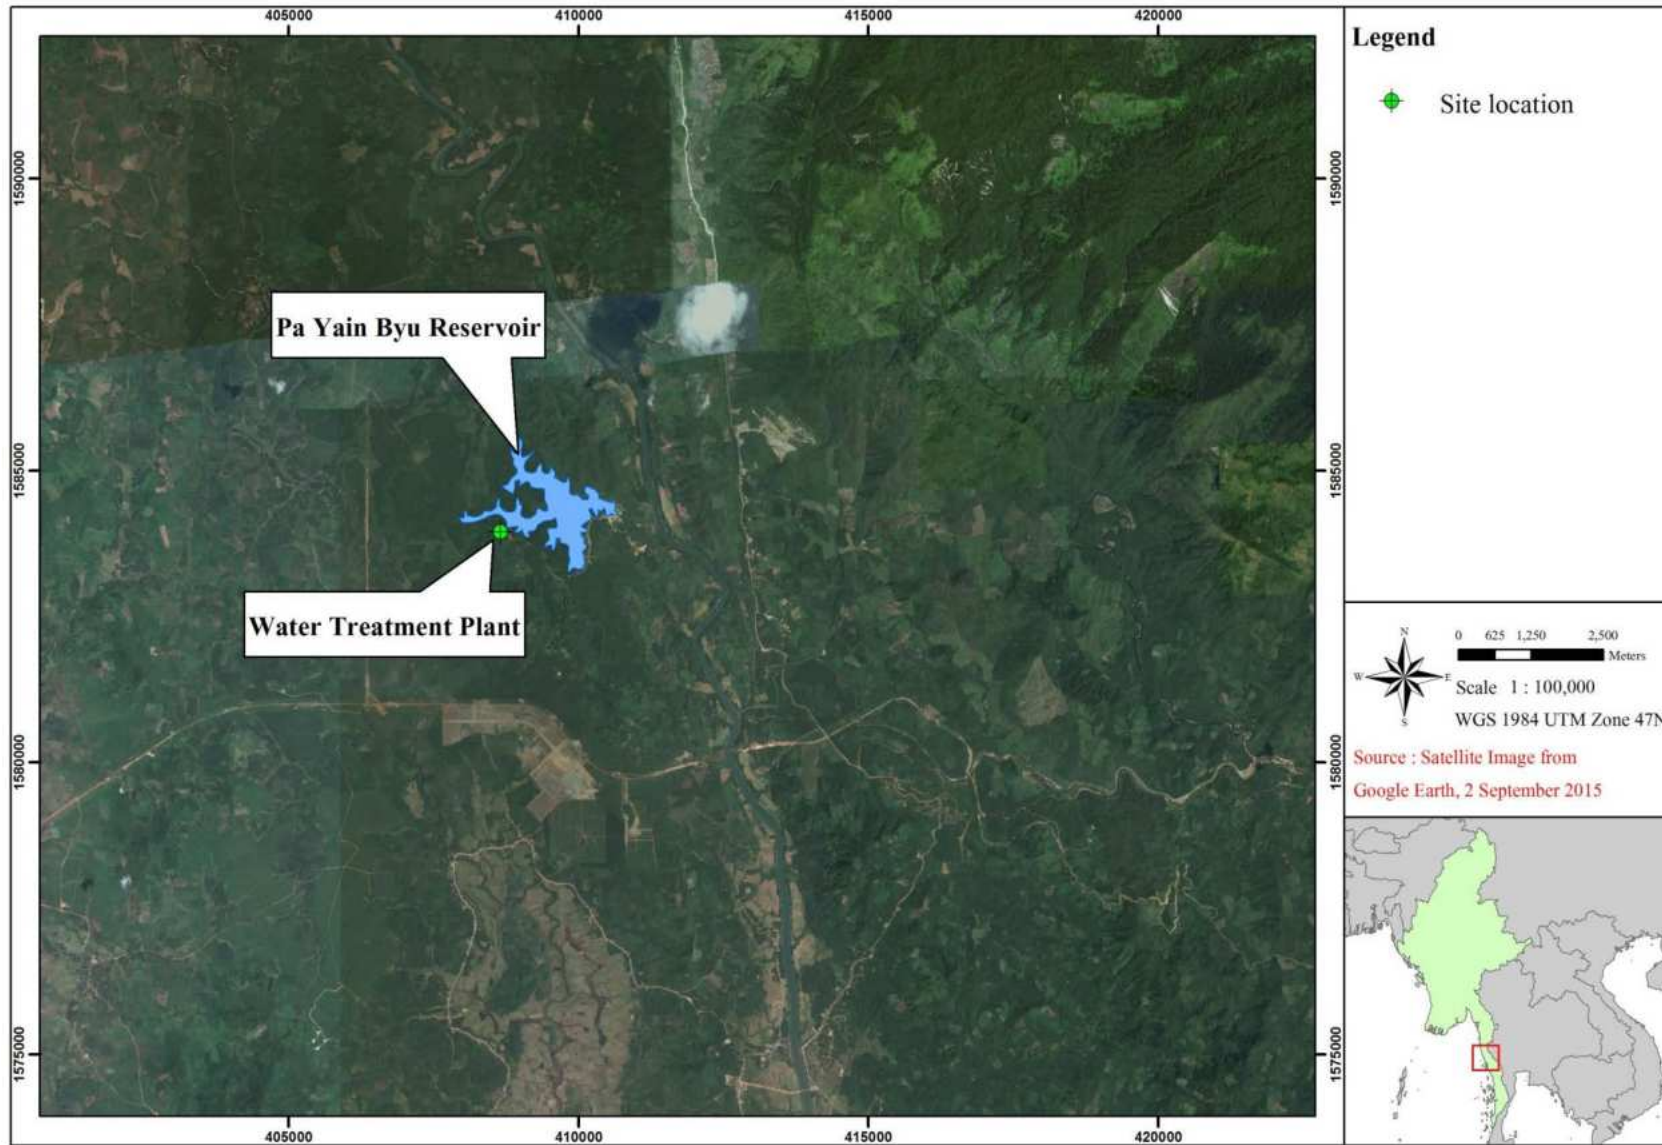 405000 410000 415000 420000
1590000 1590000
1585000 1585000
1580000 1580000
1575000 1575000
Pa Yain Byu Reservoir
Water Treatment Plant
405000 410000 415000 420000
Legend
Site location
N
W E
S
0 625 1,250 2,500
Meters
Scale 1 : 100,000
WGS 1984 UTM Zone 47N
Source : Satellite Image from
Google Earth, 2 September 2015